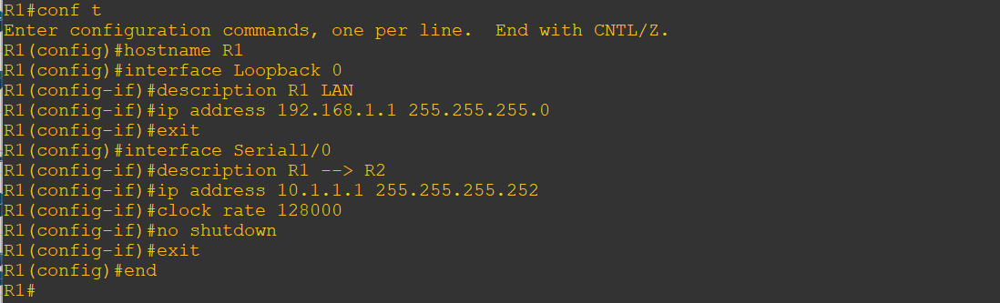 R1#conf t
Enter configuration commands, one per line.  End with CNTL/Z.
R1(config)#hostname R1
R1(config)#interface Loopback 0
R1(config-if)#description R1 LAN
R1(config-if)#ip address 192.168.1.1 255.255.255.0
R1(config-if)#exit
R1(config)#interface Serial1/0
R1(config-if)#description R1 --> R2
R1(config-if)#ip address 10.1.1.1 255.255.255.252
R1(config-if)#clock rate 128000
R1(config-if)#no shutdown
R1(config-if)#exit
R1(config)#end
R1#